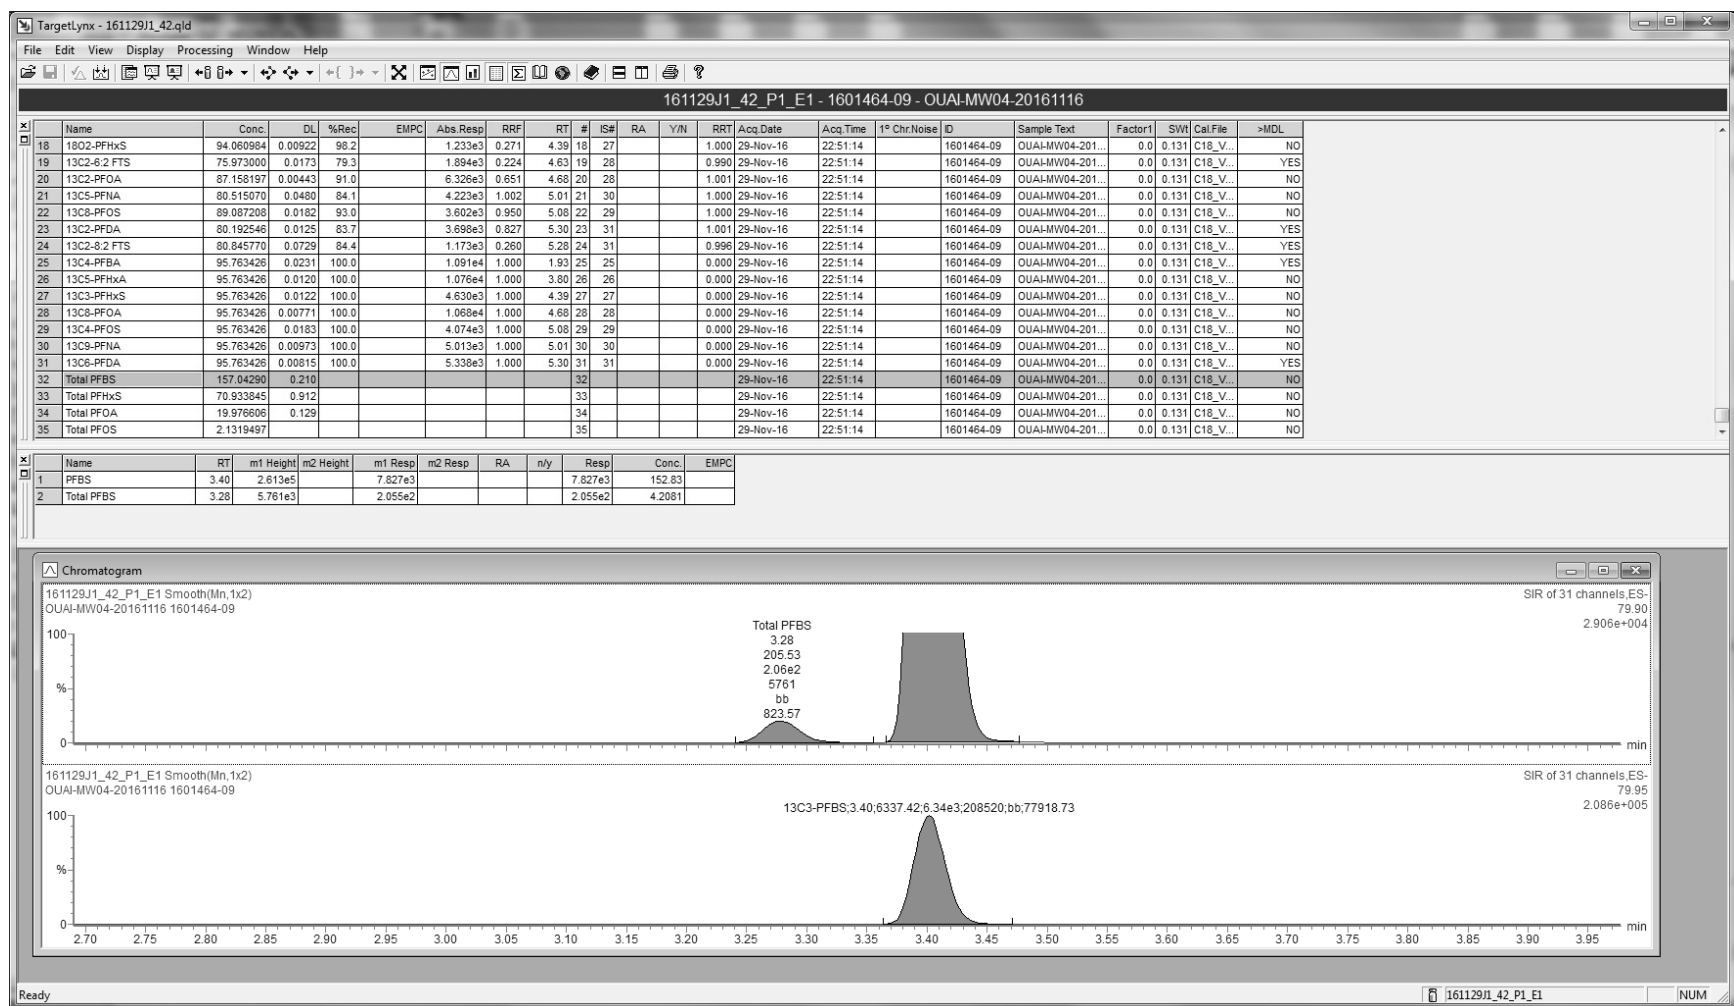 TargetLynx - 161129J1_42.qld
File Edit View Display Processing Window Help
161129J1_42_P1_E1 - 1601464-09 - OUAI-MW04-20161116
Name Conc. DL %Rec EMPC Abs.Resp RRF RT # IS# RA Y/N RRT Acq.Date Acq.Time 1° Chr.Noise ID Sample Text Factor1 SWt Cal.File >MDL
18 18O2-PFHxS 94.060984 0.00922 98.2 1.233e3 0.271 4.39 18 27 1.000 29-Nov-16 22:51:14 1601464-09 OUAI-MW04-201... 0.0 0.131 C18_V... NO
19 13C2-6:2 FTS 75.973000 0.0173 79.3 1.894e3 0.224 4.63 19 28 0.990 29-Nov-16 22:51:14 1601464-09 OUAI-MW04-201... 0.0 0.131 C18_V... YES
20 13C2-PFOA 87.158197 0.00443 91.0 6.326e3 0.651 4.68 20 28 1.001 29-Nov-16 22:51:14 1601464-09 OUAI-MW04-201... 0.0 0.131 C18_V... NO
21 13C5-PFNA 80.515070 0.0480 84.1 4.223e3 1.002 5.01 21 30 1.000 29-Nov-16 22:51:14 1601464-09 OUAI-MW04-201... 0.0 0.131 C18_V... NO
22 13C8-PFOS 89.087208 0.0182 93.0 3.602e3 0.950 5.08 22 29 1.000 29-Nov-16 22:51:14 1601464-09 OUAI-MW04-201... 0.0 0.131 C18_V... NO
23 13C2-PFDA 80.192546 0.0125 83.7 3.698e3 0.827 5.30 23 31 1.001 29-Nov-16 22:51:14 1601464-09 OUAI-MW04-201... 0.0 0.131 C18_V... YES
24 13C2-8:2 FTS 80.845770 0.0729 84.4 1.173e3 0.260 5.28 24 31 0.996 29-Nov-16 22:51:14 1601464-09 OUAI-MW04-201... 0.0 0.131 C18_V... YES
25 13C4-PFBA 95.763426 0.0231 100.0 1.091e4 1.000 1.93 25 25 0.000 29-Nov-16 22:51:14 1601464-09 OUAI-MW04-201... 0.0 0.131 C18_V... YES
26 13C5-PFHxA 95.763426 0.0120 100.0 1.076e4 1.000 3.80 26 26 0.000 29-Nov-16 22:51:14 1601464-09 OUAI-MW04-201... 0.0 0.131 C18_V... NO
27 13C3-PFHxS 95.763426 0.0122 100.0 4.630e3 1.000 4.39 27 27 0.000 29-Nov-16 22:51:14 1601464-09 OUAI-MW04-201... 0.0 0.131 C18_V... NO
28 13C8-PFOA 95.763426 0.00771 100.0 1.068e4 1.000 4.68 28 28 0.000 29-Nov-16 22:51:14 1601464-09 OUAI-MW04-201... 0.0 0.131 C18_V... NO
29 13C4-PFOS 95.763426 0.0183 100.0 4.074e3 1.000 5.08 29 29 0.000 29-Nov-16 22:51:14 1601464-09 OUAI-MW04-201... 0.0 0.131 C18_V... NO
30 13C9-PFNA 95.763426 0.00973 100.0 5.013e3 1.000 5.01 30 30 0.000 29-Nov-16 22:51:14 1601464-09 OUAI-MW04-201... 0.0 0.131 C18_V... NO
31 13C6-PFDA 95.763426 0.00815 100.0 5.338e3 1.000 5.30 31 31 0.000 29-Nov-16 22:51:14 1601464-09 OUAI-MW04-201... 0.0 0.131 C18_V... YES
32 Total PFBS 157.04290 0.210 32 29-Nov-16 22:51:14 1601464-09 OUAI-MW04-201... 0.0 0.131 C18_V... NO
33 Total PFHxS 70.933845 0.912 33 29-Nov-16 22:51:14 1601464-09 OUAI-MW04-201... 0.0 0.131 C18_V... NO
34 Total PFOA 19.976606 0.129 34 29-Nov-16 22:51:14 1601464-09 OUAI-MW04-201... 0.0 0.131 C18_V... NO
35 Total PFOS 2.1319497 35 29-Nov-16 22:51:14 1601464-09 OUAI-MW04-201... 0.0 0.131 C18_V... NO
Name RT m1 Height m2 Height m1 Resp m2 Resp RA n/y Resp Conc. EMPC
1 PFBS 3.40 2.613e5 7.827e3 7.827e3 152.83
2 Total PFBS 3.28 5.761e3 2.055e2 2.055e2 4.2081
Chromatogram
161129J1_42_P1_E1 Smooth(Mn,1x2)
OUAI-MW04-20161116 1601464-09
SIR of 31 channels,ES-
79.90
2.906e+004
100
%
0
Total PFBS
3.28
205.53
2.06e2
5761
bb
823.57
min
161129J1_42_P1_E1 Smooth(Mn,1x2)
OUAI-MW04-20161116 1601464-09
SIR of 31 channels,ES-
79.95
2.086e+005
100
%
0
13C3-PFBS;3.40;6337.42;6.34e3;208520;bb;77918.73
min
2.70 2.75 2.80 2.85 2.90 2.95 3.00 3.05 3.10 3.15 3.20 3.25 3.30 3.35 3.40 3.45 3.50 3.55 3.60 3.65 3.70 3.75 3.80 3.85 3.90 3.95
Ready 161129J1_42_P1_E1 NUM